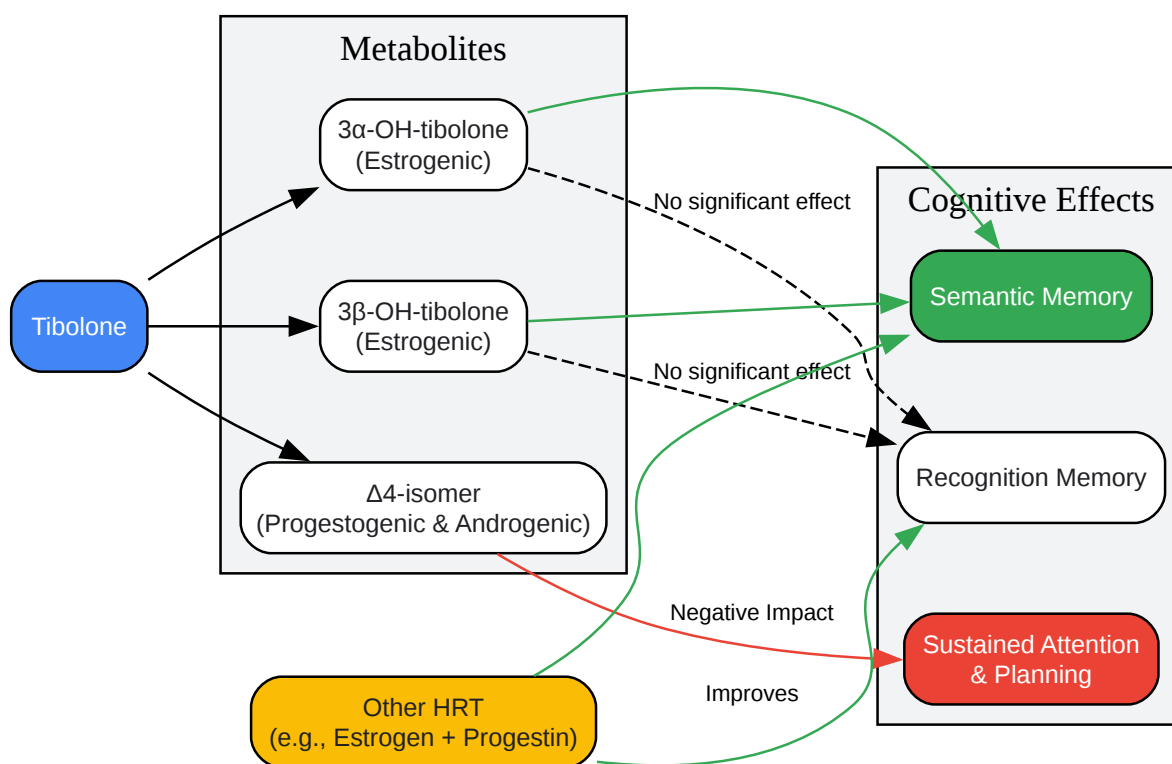 Metabolites
3α-OH-tibolone
(Estrogenic)
No significant effect
Cognitive Effects
Tibolone
3β-OH-tibolone
(Estrogenic)
Semantic Memory
No significant effect
Δ4-isomer
(Progestogenic & Androgenic)
Recognition Memory
Negative Impact
Sustained Attention
& Planning
Other HRT
(e.g., Estrogen + Progestin)
Improves